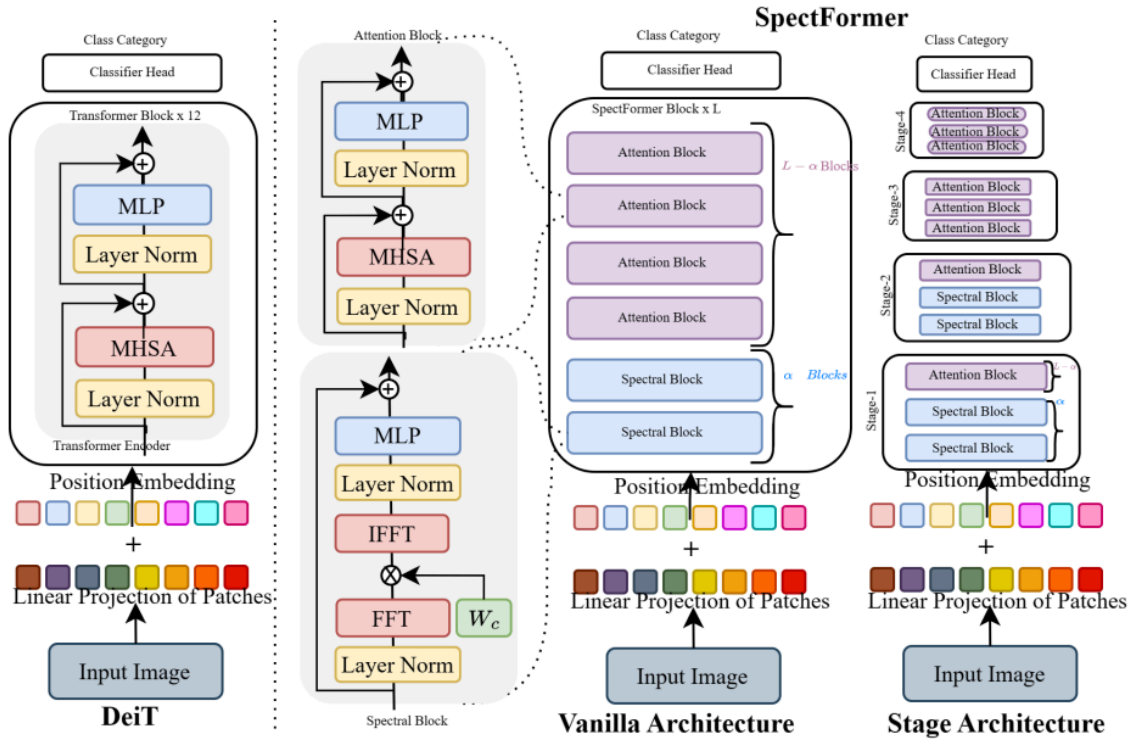 SpectFormer
Class Category
Classifier Head
Transformer Block x 12
MLP
Layer Norm
MHSA
Layer Norm
Transformer Encoder
Position Embedding
+
Linear Projection of Patches
Input Image
DeiT
Attention Block
MLP
Layer Norm
MHSA
Layer Norm
MLP
Layer Norm
IFFT
FFT
W_c
Layer Norm
Spectral Block
Class Category
Classifier Head
SpectFormer Block x L
Attention Block
Attention Block
Attention Block
Attention Block
L − α Blocks
Spectral Block
Spectral Block
α Blocks
Position Embedding
+
Linear Projection of Patches
Input Image
Vanilla Architecture
Class Category
Classifier Head
Stage-4
Attention Block
Attention Block
Attention Block
Stage-3
Attention Block
Attention Block
Attention Block
Stage-2
Attention Block
Spectral Block
Spectral Block
Stage-1
Attention Block
L − α
Spectral Block
α
Spectral Block
Position Embedding
+
Linear Projection of Patches
Input Image
Stage Architecture